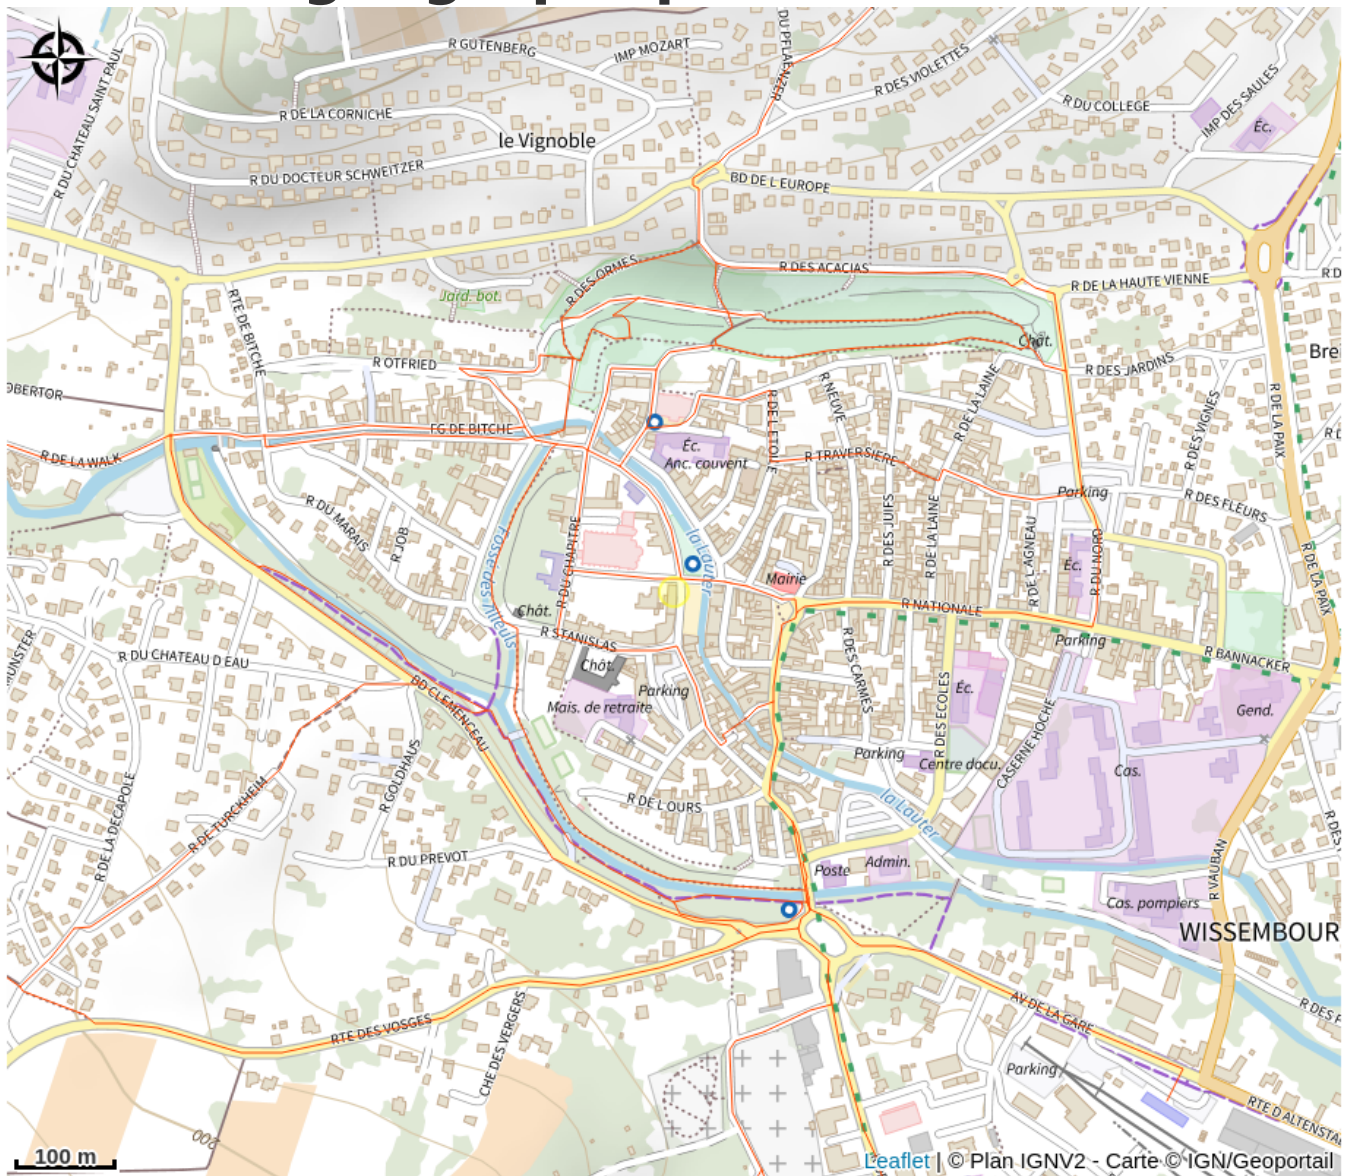 R GUTENBERG
IMP MOZART
DU PFLAENZER
R DES VIOLETTES
R DU COLLEGE
IMP DES SAULES
Éc.
R DU CHATEAU SAINT PAUL
R DE LA CORNICHE
le Vignoble
R DU DOCTEUR SCHWEITZER
BD DE L EUROPE
R DES ORMES
R DES ACACIAS
R DE LA HAUTE VIENNE
R D
Jard. bot.
RTE DE BITCHE
Chât.
Bre
R OTFRIED
R DES JARDINS
OBERTOR
R DE L ETOILE
R NEUVE
R DE LA LAINE
R DES VIGNES
R DE LA PAIX
FG DE BITCHE
R DE LA WALK
Éc.
Anc. couvent
R TRAVERSIERE
Parking
R DES FLEURS
R DU MARAIS
R JOB
Fossé des Tilleuls
R DU CHAPITRE
la Lauter
R DES JUIFS
R DE LA LAINE
R DE L AGNEAU
R DU NORD
Éc.
R DE LA PAIX
Mairie
Chât.
R NATIONALE
R STANISLAS
Parking
R BANNACKER
MUNSTER
R DU CHATEAU D EAU
Chât.
Parking
R DES CARMES
R DES ECOLES
Éc.
Gend.
BD CLEMENCEAU
Mais. de retraite
CASERNE HOCHE
Parking
Centre docu.
Cas.
R GOLDHAUS
R DE TURCKHEIM
R DE LA DECAPOLE
R DE L OURS
la Lauter
R DU PREVOT
Poste
Admin.
R VAUBAN
R DES
Cas. pompiers
WISSEMBOUR
R DES F
AV DE LA GARE
RTE DES VOSGES
CHE DES VERGERS
Parking
RTE D ALTENSTA
200
100 m
Leaflet | © Plan IGNV2 - Carte © IGN/Geoportail